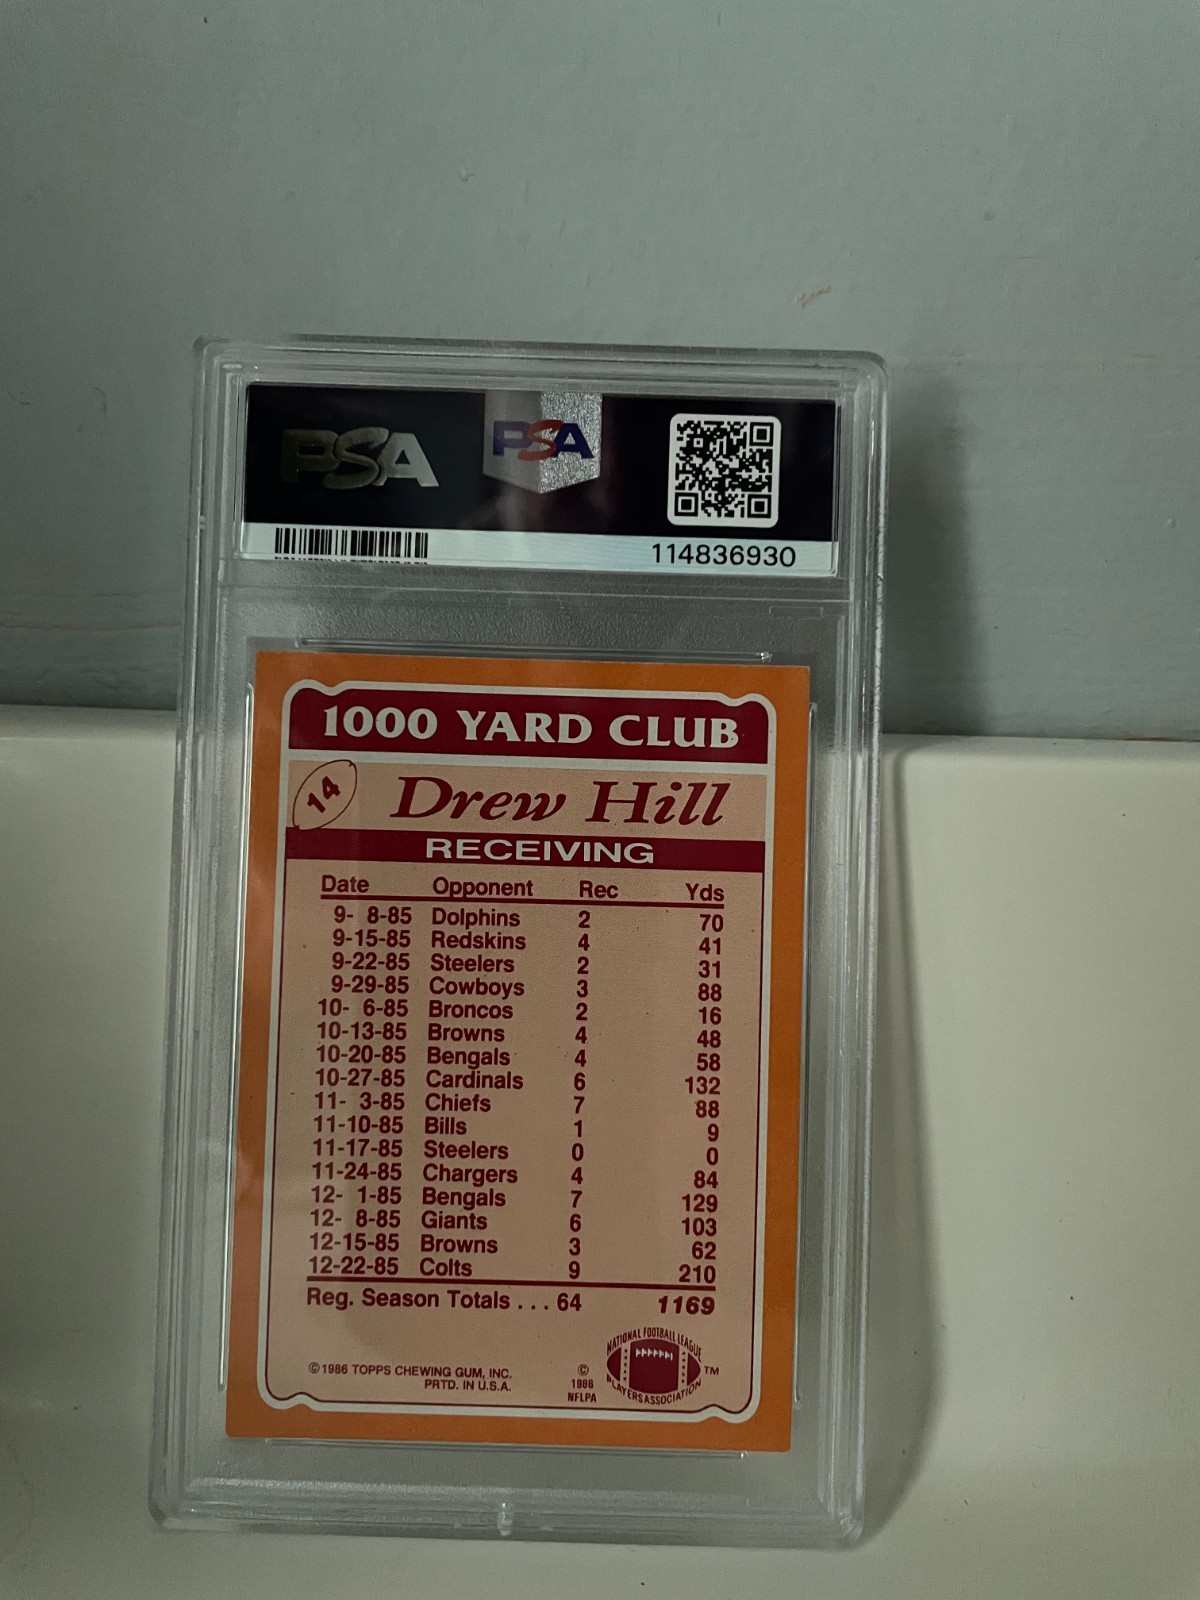 PSA PSA
114836930
1000 YARD CLUB
14 Drew Hill
RECEIVING
Date Opponent Rec Yds
9- 8-85 Dolphins 2 70
9-15-85 Redskins 4 41
9-22-85 Steelers 2 31
9-29-85 Cowboys 3 88
10- 6-85 Broncos 2 16
10-13-85 Browns 4 48
10-20-85 Bengals 4 58
10-27-85 Cardinals 6 132
11- 3-85 Chiefs 7 88
11-10-85 Bills 1 9
11-17-85 Steelers 0 0
11-24-85 Chargers 4 84
12- 1-85 Bengals 7 129
12- 8-85 Giants 6 103
12-15-85 Browns 3 62
12-22-85 Colts 9 210
Reg. Season Totals . . . 64 1169
© 1986 TOPPS CHEWING GUM, INC.
PRTD. IN U.S.A.
©
1986
NFLPA
NATIONAL FOOTBALL LEAGUE
PLAYERS ASSOCIATION
TM